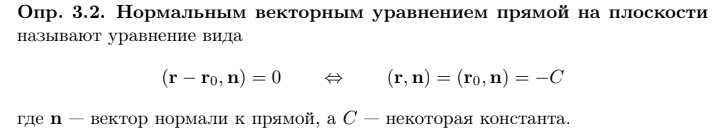 Опр. 3.2. Нормальным векторным уравнением прямой на плоскости
называют уравнение вида
(r − r₀, n) = 0 ⇔ (r, n) = (r₀, n) = −C
где n — вектор нормали к прямой, а C — некоторая константа.